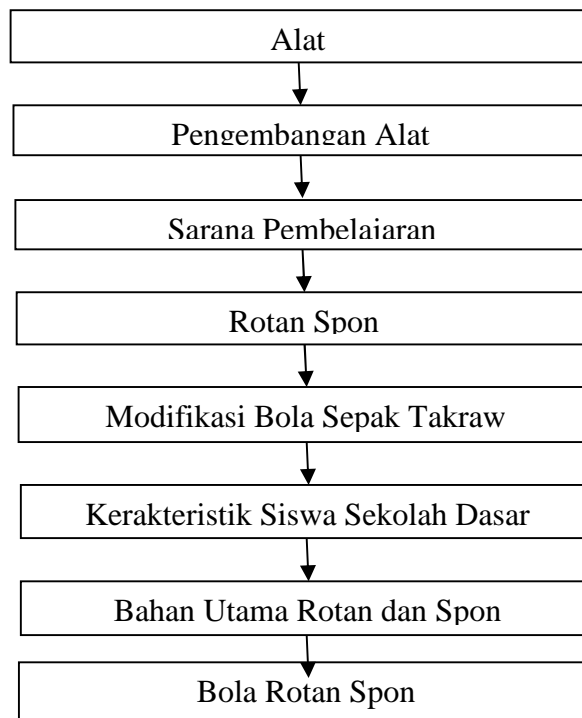 Alat
Pengembangan Alat
Sarana Pembelajaran
Rotan Spon
Modifikasi Bola Sepak Takraw
Kerakteristik Siswa Sekolah Dasar
Bahan Utama Rotan dan Spon
Bola Rotan Spon